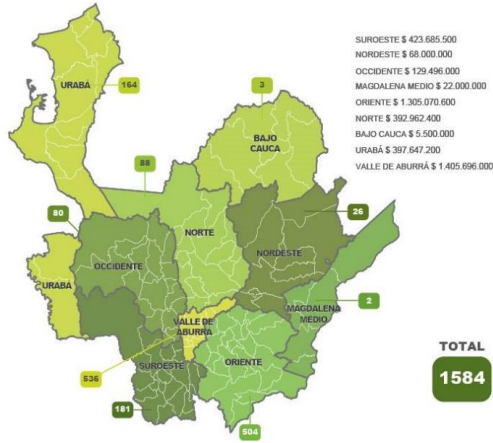 SUROESTE $ 423.685.500
NORDESTE $ 68.000.000
OCCIDENTE $ 129.496.000
MAGDALENA MEDIO $ 22.000.000
ORIENTE $ 1.305.070.600
NORTE $ 392.962.400
BAJO CAUCA $ 5.500.000
URABÁ $ 397.647.200
VALLE DE ABURRÁ $ 1.405.696.000
URABÁ
164
3
BAJO
CAUCA
88
80
26
NORTE
NORDESTE
OCCIDENTE
URABÁ
2
MAGDALENA
MEDIO
VALLE DE
ABURRA
SUROESTE
ORIENTE
536
181
504
TOTAL
1584